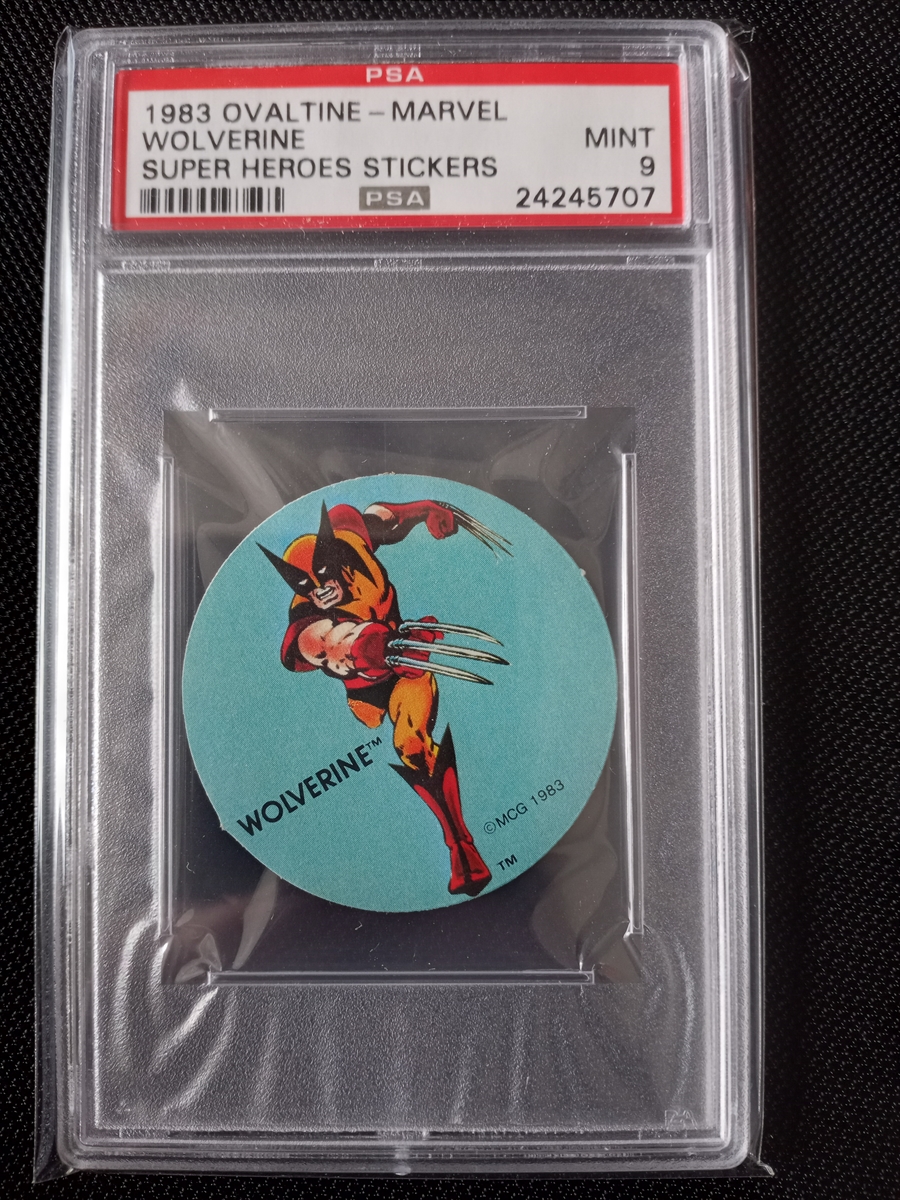 PSA
1983 OVALTINE – MARVEL
WOLVERINE MINT
SUPER HEROES STICKERS 9
PSA 24245707
WOLVERINE™
©MCG 1983
TM